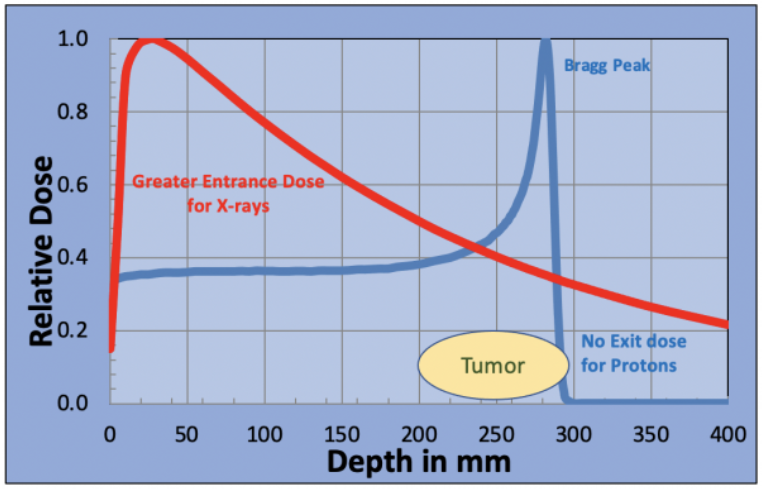 1.0
0.8
0.6
0.4
0.2
0.0
Relative Dose
Bragg Peak
Greater Entrance Dose
for X-rays
Tumor
No Exit dose
for Protons
0 50 100 150 200 250 300 350 400
Depth in mm